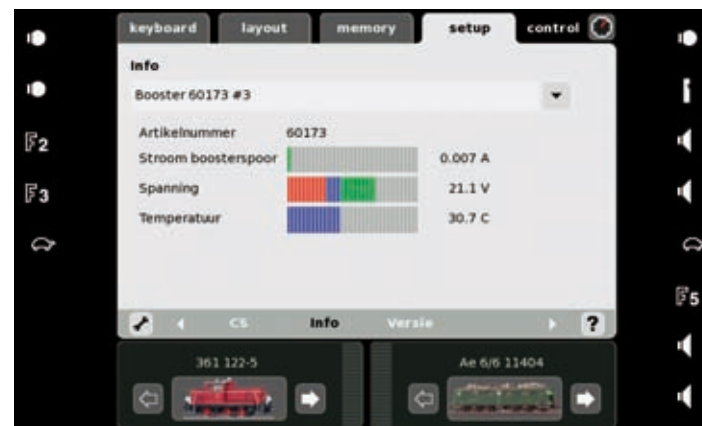 keyboard layout memory setup control
Info
Booster 60173 #3
Artikelnummer 60173
Stroom boosterspoor 0.007 A
Spanning 21.1 V
Temperatuur 30.7 C
F2
F3
F5
CS Info Versie ?
361 122-5 Ae 6/6 11404